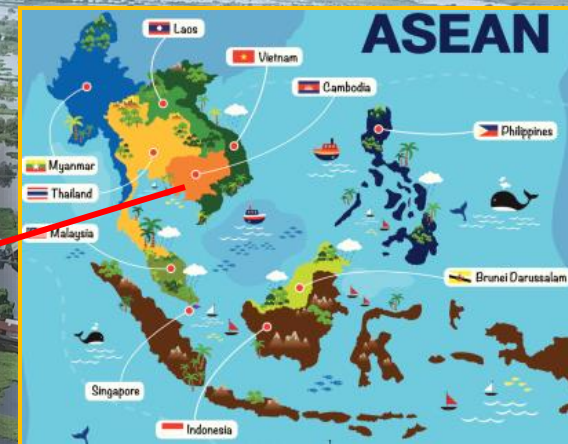 ASEAN
Laos
Vietnam
Cambodia
Philippines
Myanmar
Thailand
Malaysia
Brunei Darussalam
Singapore
Indonesia